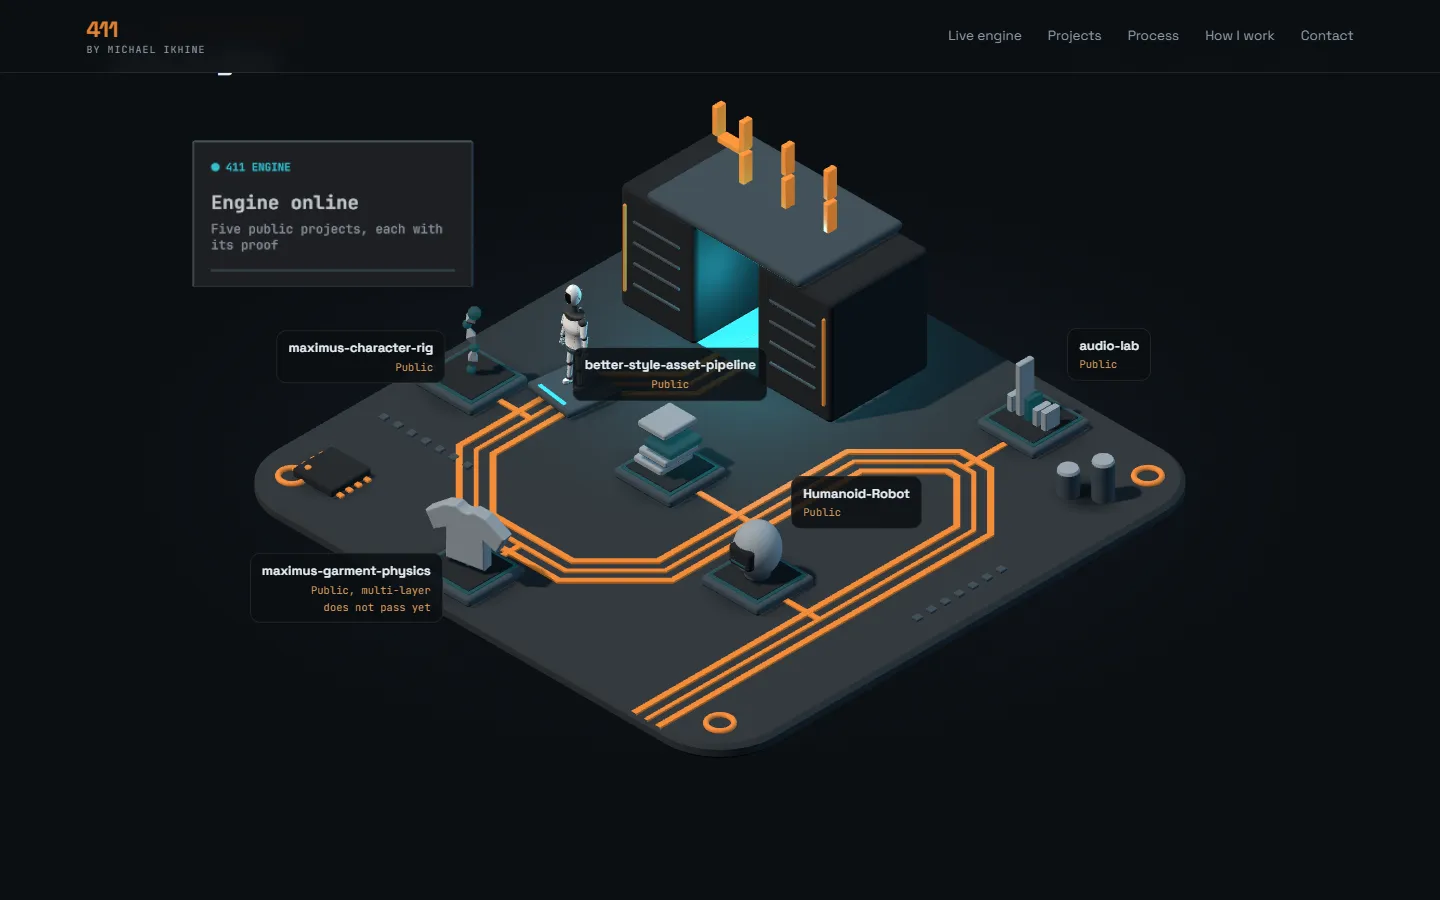 411
BY MICHAEL IKHINE
Live engine
Projects
Process
How I work
Contact
411
411 ENGINE
Engine online
Five public projects, each with
its proof
maximus-character-rig
Public
better-style-asset-pipeline
Public
audio-lab
Public
Humanoid-Robot
Public
maximus-garment-physics
Public, multi-layer
does not pass yet